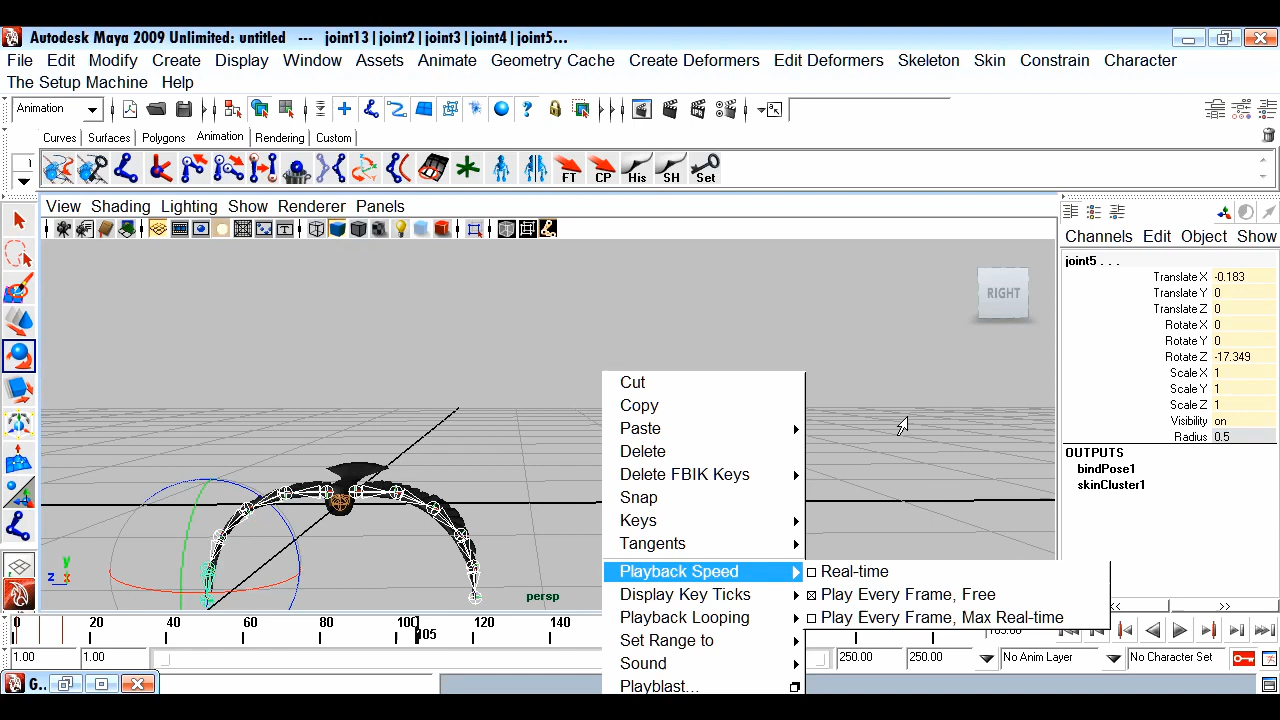 Autodesk Maya 2009 Unlimited: untitled --- joint13|joint2|joint3|joint4|joint5...
File Edit Modify Create Display Window Assets Animate Geometry Cache Create Deformers Edit Deformers Skeleton Skin Constrain Character
The Setup Machine Help
Animation
Curves Surfaces Polygons Animation Rendering Custom
1
FT CP His SH Set
View Shading Lighting Show Renderer Panels
Channels Edit Object Show
joint5 . . .
Translate X -0.183
Translate Y 0
Translate Z 0
Rotate X 0
Rotate Y 0
Rotate Z -17.349
Scale X 1
Scale Y 1
Scale Z 1
Visibility on
Radius 0.5
OUTPUTS
bindPose1
skinCluster1
RIGHT
Cut
Copy
Paste
Delete
Delete FBIK Keys
Snap
Keys
Tangents
Playback Speed
Display Key Ticks
Playback Looping
Set Range to
Sound
Playblast...
Real-time
Play Every Frame, Free
Play Every Frame, Max Real-time
y
z x
persp
0 20 40 60 80 100 120 140
105
1.00 1.00 250.00 250.00 No Anim Layer No Character Set
G..